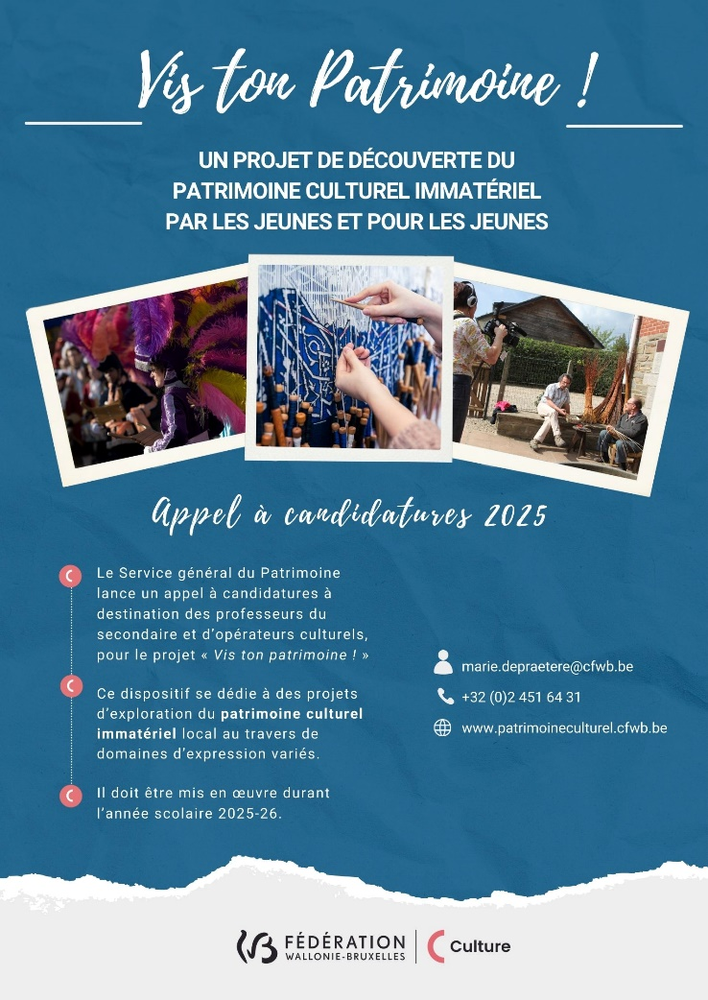 Vis ton Patrimoine !
UN PROJET DE DÉCOUVERTE DU
PATRIMOINE CULTUREL IMMATÉRIEL
PAR LES JEUNES ET POUR LES JEUNES
Appel à candidatures 2025
Le Service général du Patrimoine
lance un appel à candidatures à
destination des professeurs du
secondaire et d'opérateurs culturels,
pour le projet « Vis ton patrimoine ! »
Ce dispositif se dédie à des projets
d'exploration du patrimoine culturel
immatériel local au travers de
domaines d'expression variés.
Il doit être mis en œuvre durant
l'année scolaire 2025-26.
marie.depraetere@cfwb.be
+32 (0)2 451 64 31
www.patrimoineculturel.cfwb.be
FÉDÉRATION
WALLONIE-BRUXELLES
Culture